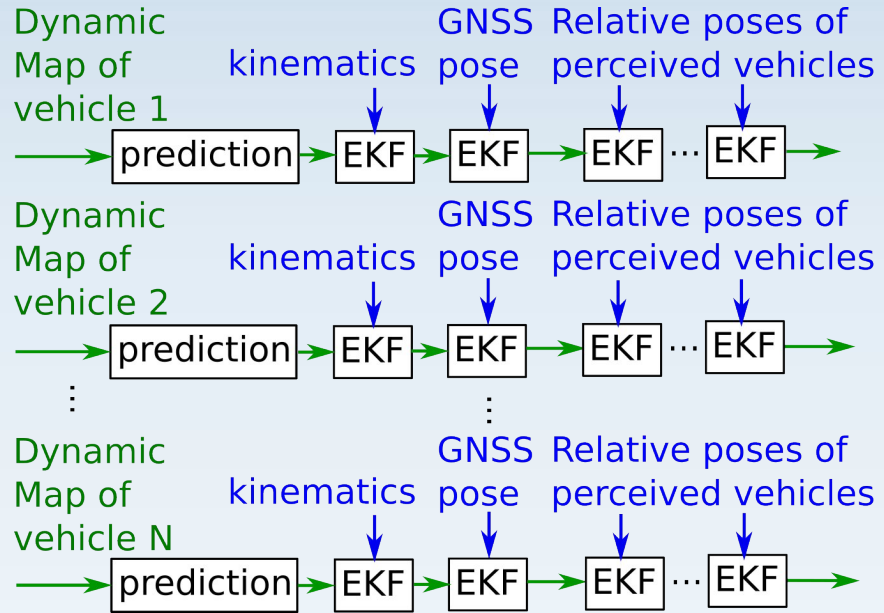 Dynamic
Map of
vehicle 1
kinematics
GNSS
pose
Relative poses of
perceived vehicles
prediction EKF EKF EKF ... EKF
Dynamic
Map of
vehicle 2
kinematics
GNSS
pose
Relative poses of
perceived vehicles
prediction EKF EKF EKF ... EKF
⋮ ⋮
Dynamic
Map of
vehicle N
kinematics
GNSS
pose
Relative poses of
perceived vehicles
prediction EKF EKF EKF ... EKF